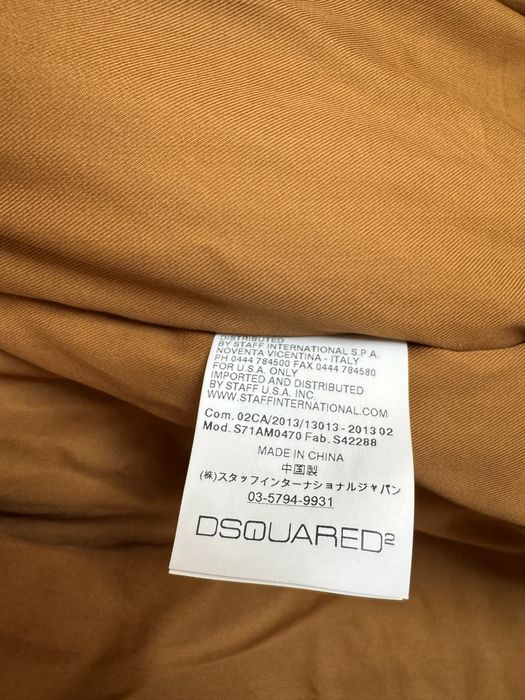 DISTRIBUTED
BY STAFF INTERNATIONAL S.P.A.
NOVENTA VICENTINA - ITALY
PH 0444 784500 FAX 0444 784580
FOR U.S.A. ONLY
IMPORTED AND DISTRIBUTED
BY STAFF U.S.A. INC.
WWW.STAFFINTERNATIONAL.COM
Com. 02CA/2013/13013 - 2013 02
Mod. S71AM0470 Fab. S42288
MADE IN CHINA
中国製
(株)スタッフインターナショナルジャパン
03-5794-9931
DSQUARED2